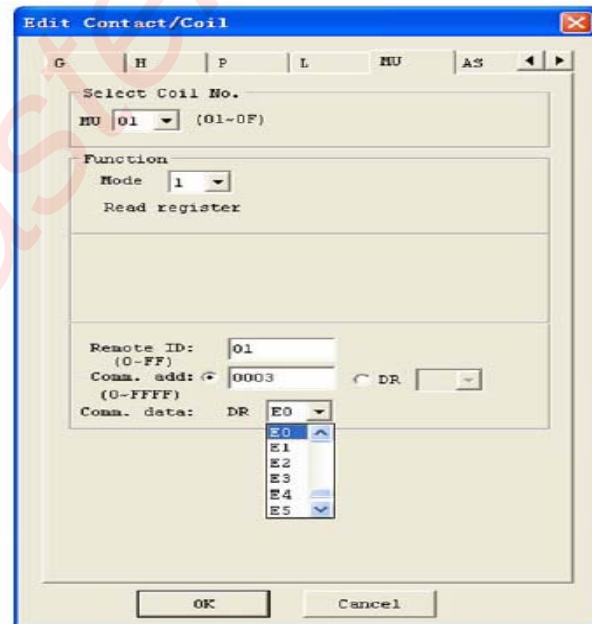 Edit Contact/Coil
G H P L MU AS
Select Coil No.
MU 01 (01~0F)
Function
Mode 1
Read register
Remote ID: 01
(0~FF)
Comm. add: 0003 DR
(0~FFFF)
Comm. data: DR E0
E0
E1
E2
E3
E4
E5
OK Cancel